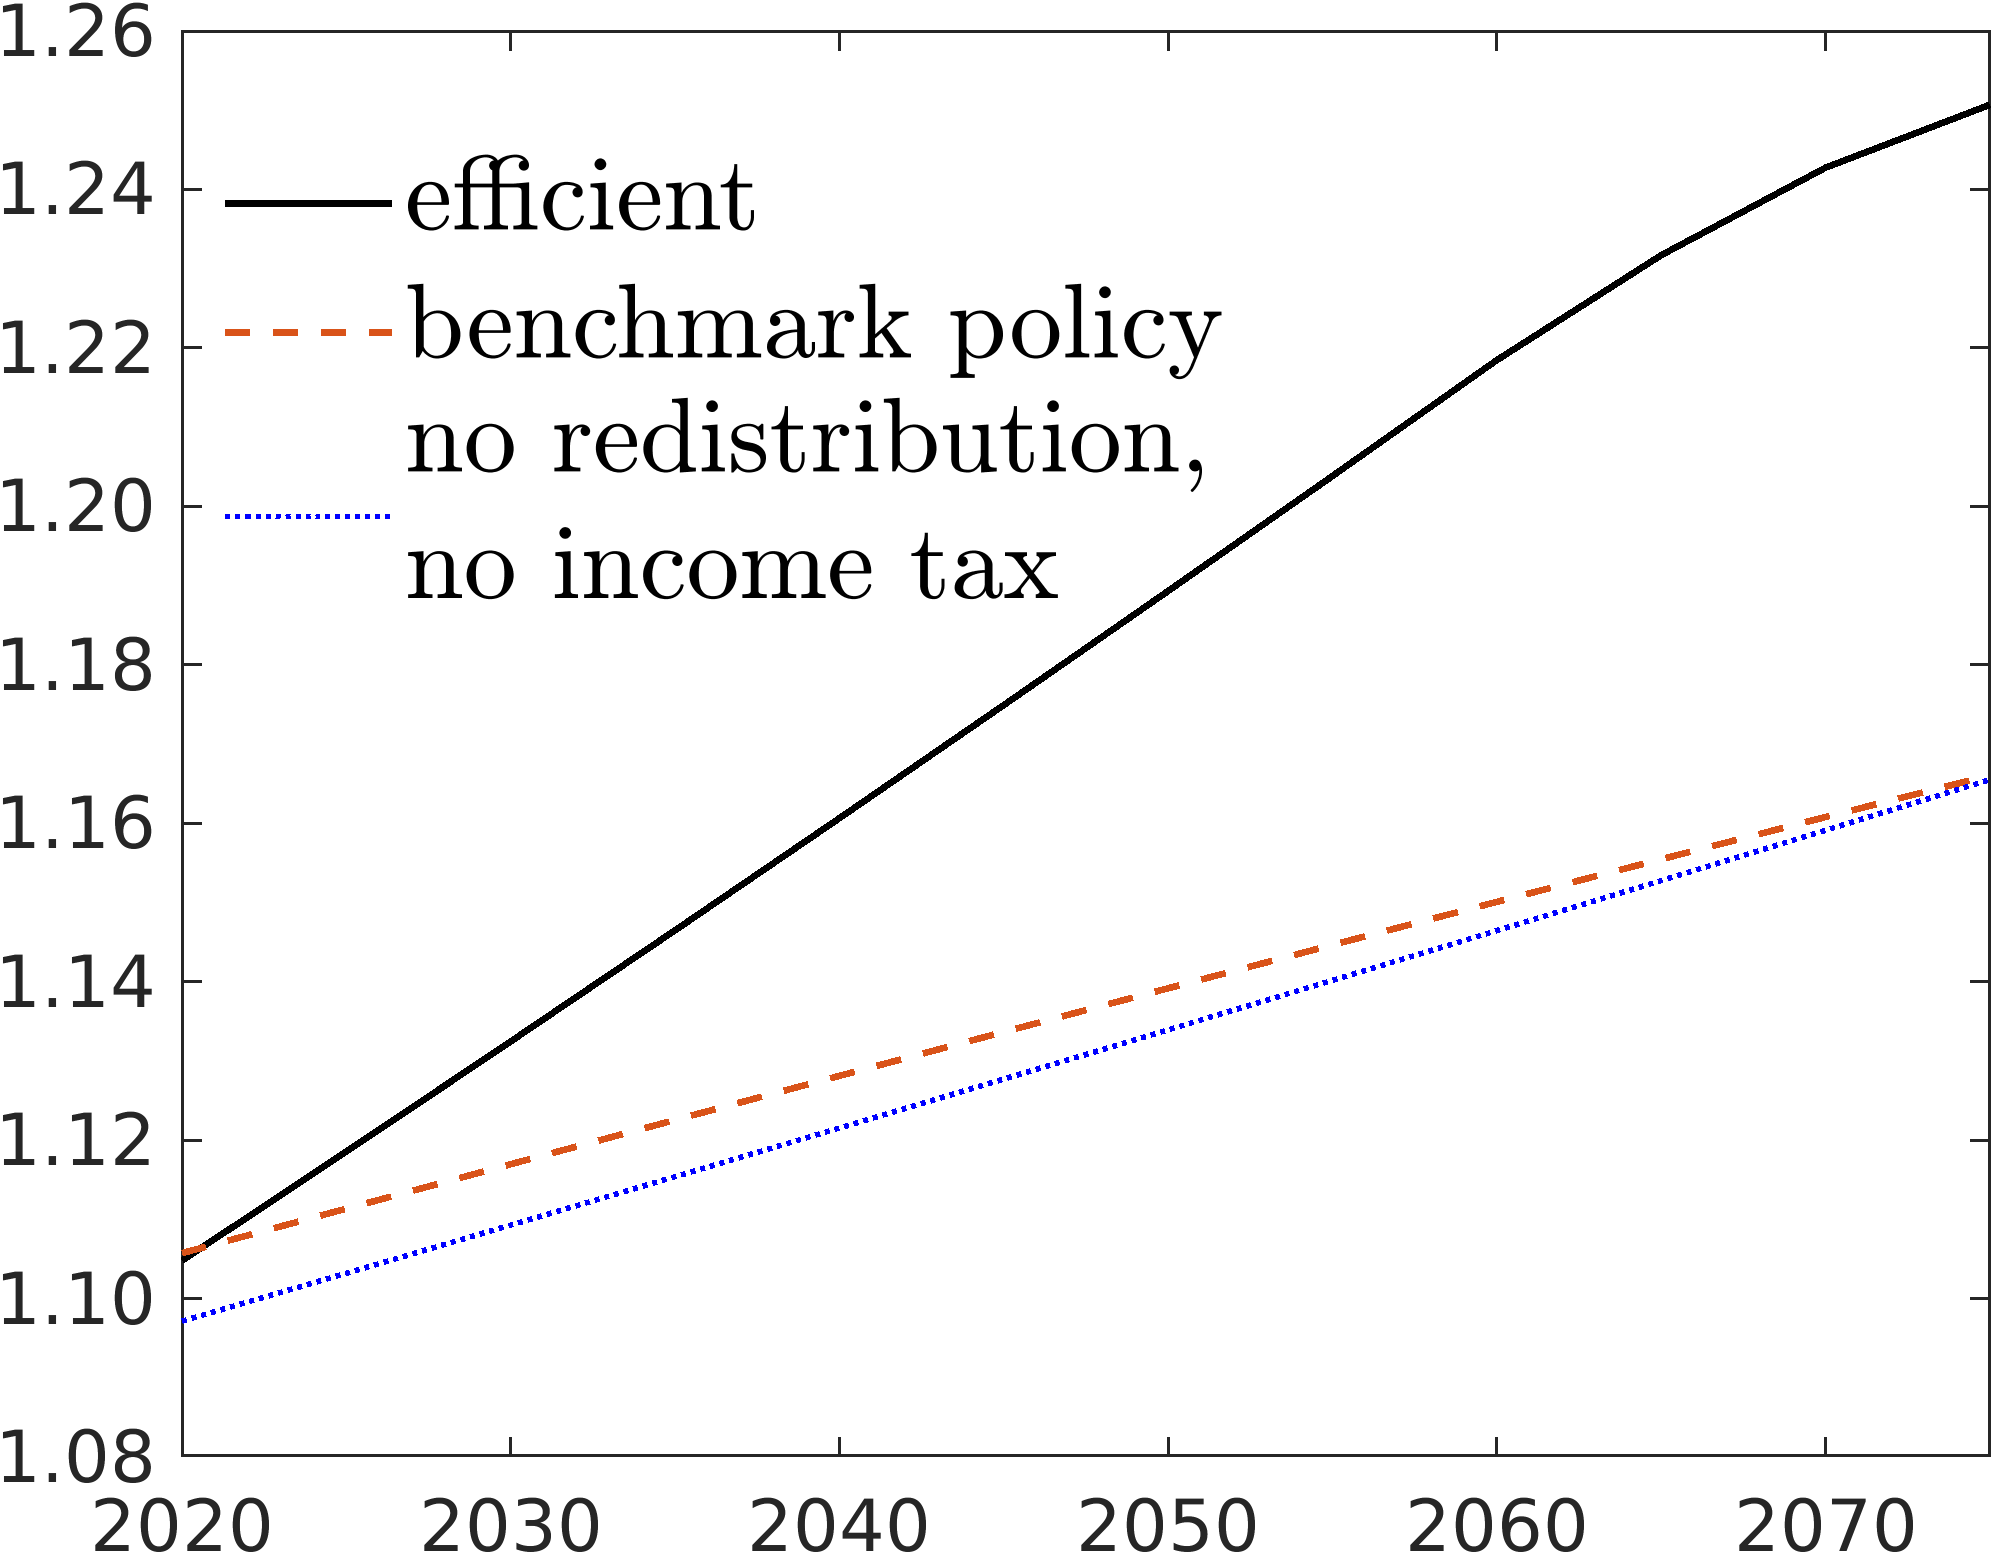 1.26
1.24
1.22
1.20
1.18
1.16
1.14
1.12
1.10
1.08
efficient
benchmark policy
no redistribution,
no income tax
2020 2030 2040 2050 2060 2070